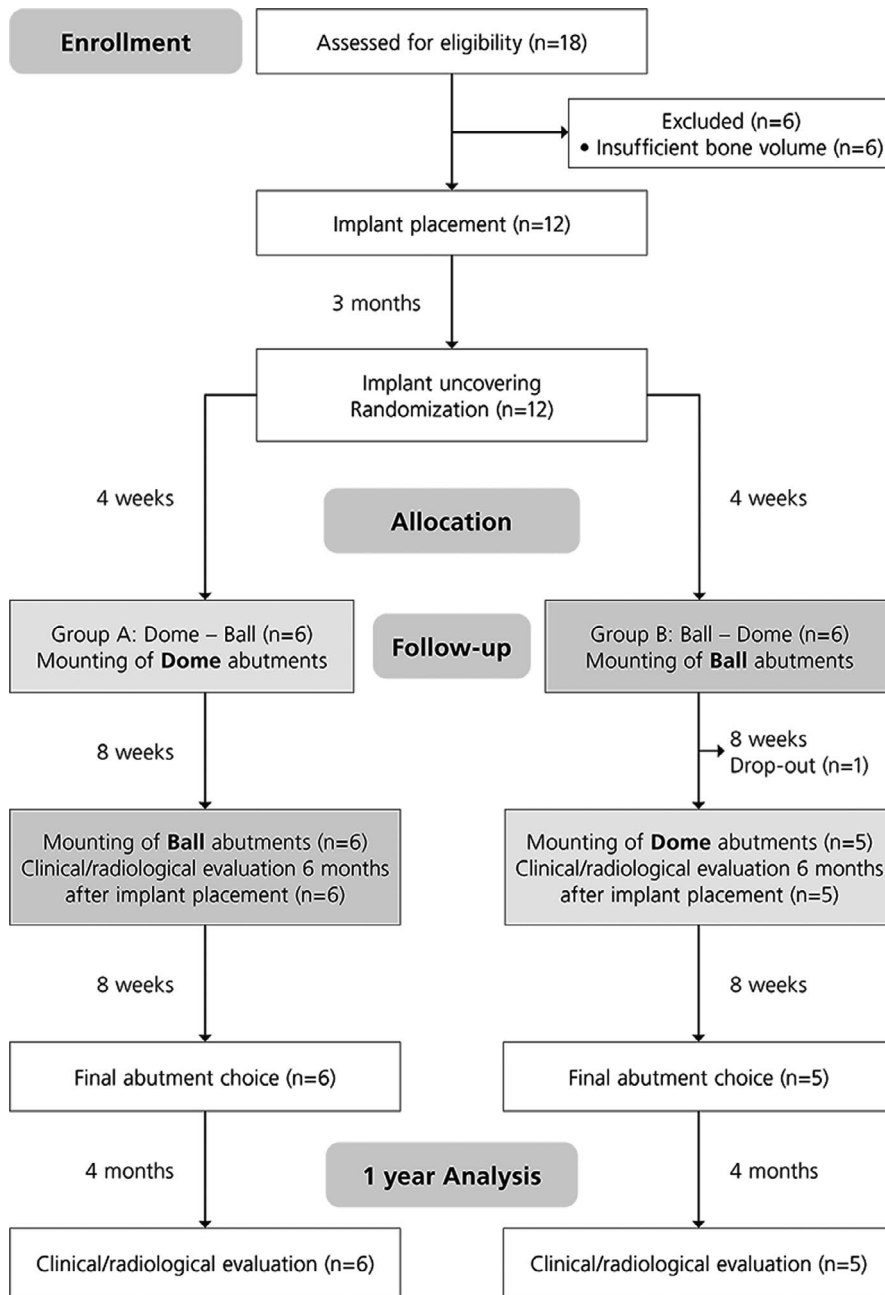 Enrollment
Assessed for eligibility (n=18)
Excluded (n=6)
• Insufficient bone volume (n=6)
Implant placement (n=12)
3 months
Implant uncovering
Randomization (n=12)
4 weeks
4 weeks
Allocation
Group A: Dome – Ball (n=6)
Mounting of Dome abutments
Follow-up
Group B: Ball – Dome (n=6)
Mounting of Ball abutments
8 weeks
8 weeks
Drop-out (n=1)
Mounting of Ball abutments (n=6)
Clinical/radiological evaluation 6 months
after implant placement (n=6)
Mounting of Dome abutments (n=5)
Clinical/radiological evaluation 6 months
after implant placement (n=5)
8 weeks
8 weeks
Final abutment choice (n=6)
Final abutment choice (n=5)
4 months
1 year Analysis
4 months
Clinical/radiological evaluation (n=6)
Clinical/radiological evaluation (n=5)